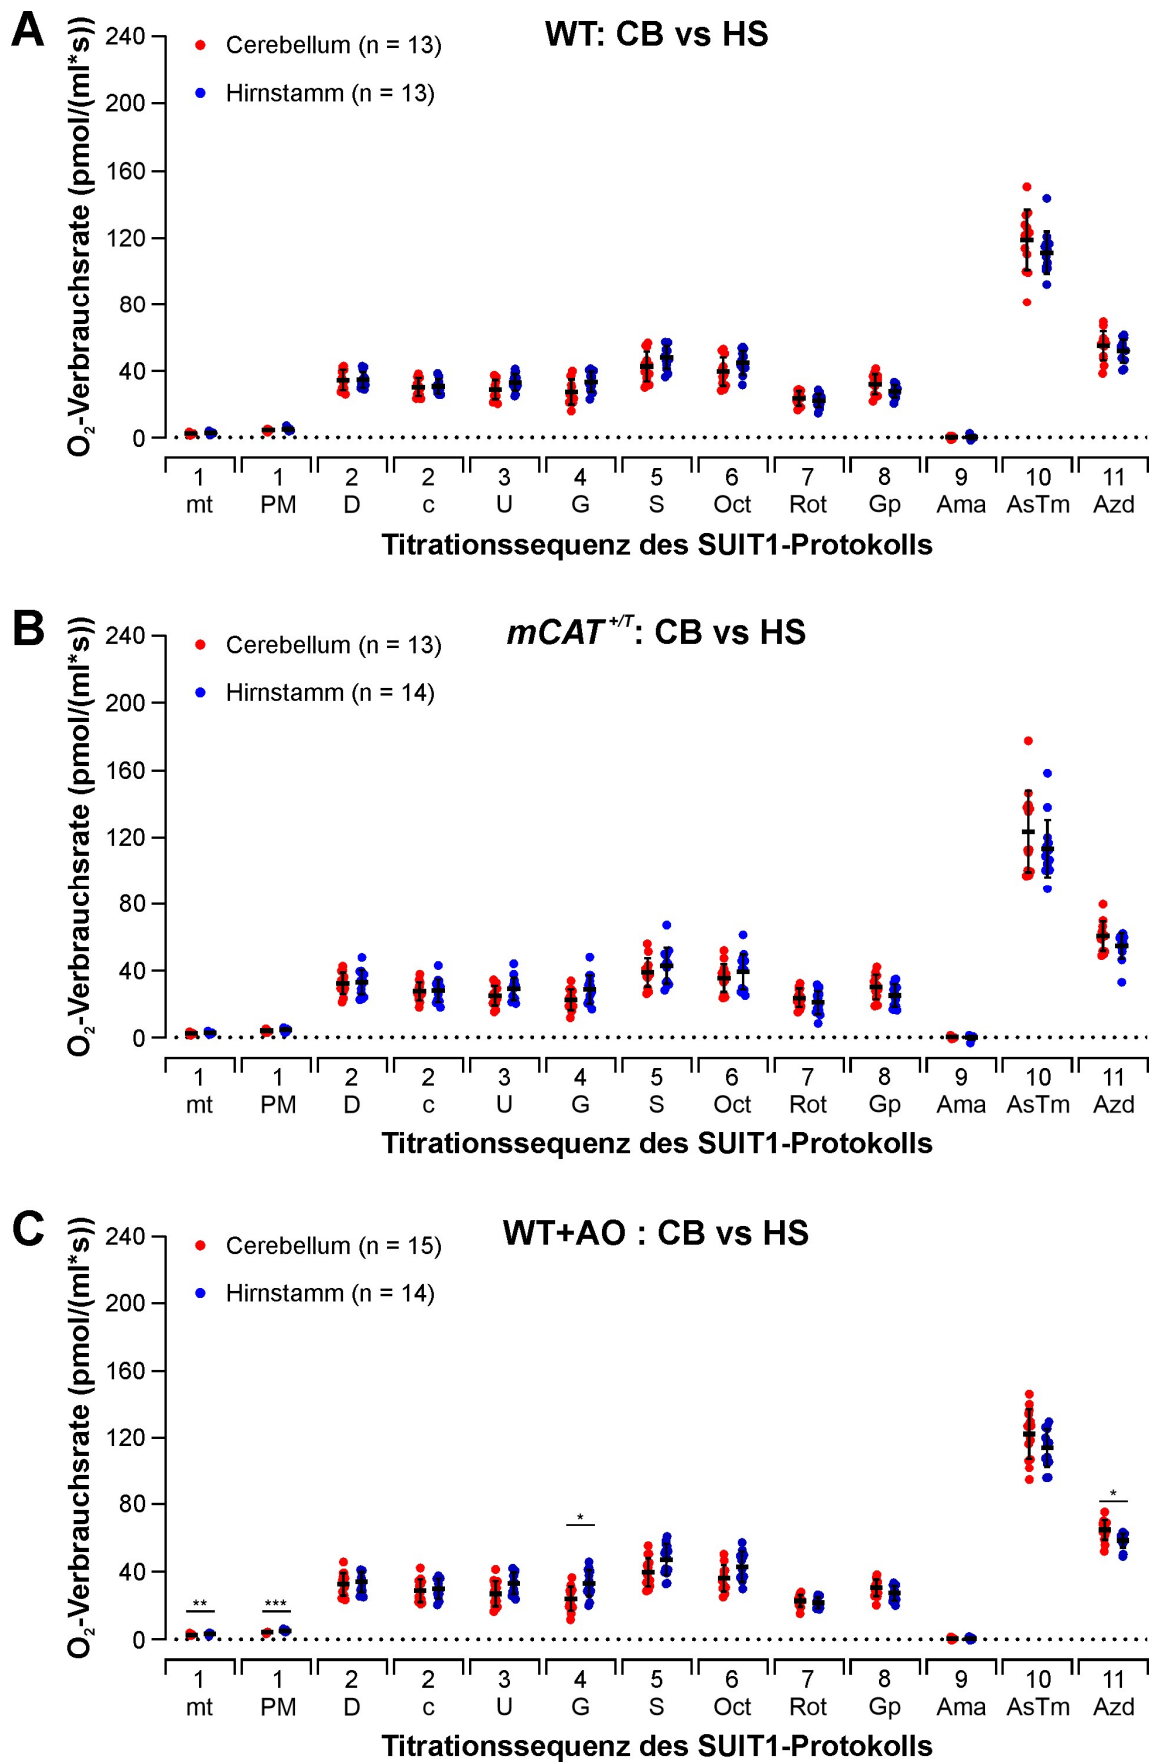 A
WT: CB vs HS
Cerebellum (n = 13)
Hirnstamm (n = 13)
O₂-Verbrauchsrate (pmol/(ml*s))
240
200
160
120
80
40
0
1 1 2 2 3 4 5 6 7 8 9 10 11
mt PM D c U G S Oct Rot Gp Ama AsTm Azd
Titrationssequenz des SUIT1-Protokolls
B
mCAT⁺/ᵀ: CB vs HS
Cerebellum (n = 13)
Hirnstamm (n = 14)
O₂-Verbrauchsrate (pmol/(ml*s))
240
200
160
120
80
40
0
1 1 2 2 3 4 5 6 7 8 9 10 11
mt PM D c U G S Oct Rot Gp Ama AsTm Azd
Titrationssequenz des SUIT1-Protokolls
C
WT+AO : CB vs HS
Cerebellum (n = 15)
Hirnstamm (n = 14)
O₂-Verbrauchsrate (pmol/(ml*s))
240
200
160
120
80
40
0
*
*
** ***
1 1 2 2 3 4 5 6 7 8 9 10 11
mt PM D c U G S Oct Rot Gp Ama AsTm Azd
Titrationssequenz des SUIT1-Protokolls